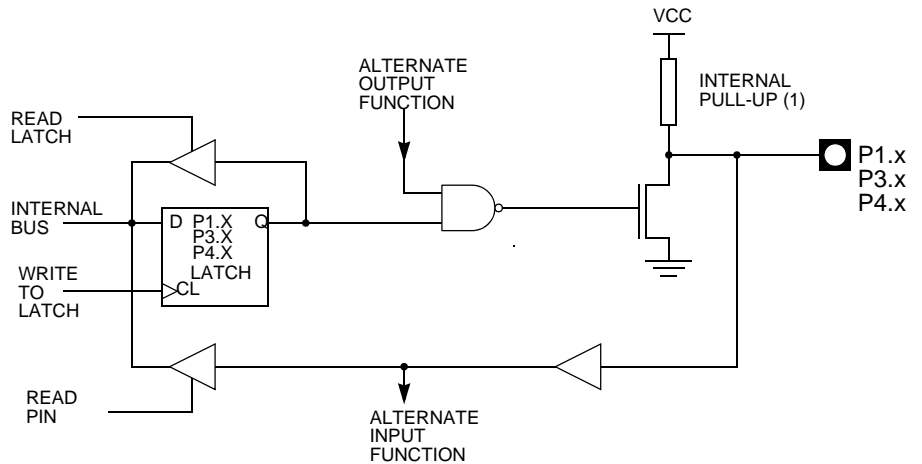 VCC
ALTERNATE
OUTPUT
FUNCTION
INTERNAL
PULL-UP (1)
READ
LATCH
P1.x
P3.x
P4.x
INTERNAL
BUS
D P1.X Q
P3.X
P4.X
LATCH
CL
WRITE
TO
LATCH
READ
PIN
ALTERNATE
INPUT
FUNCTION